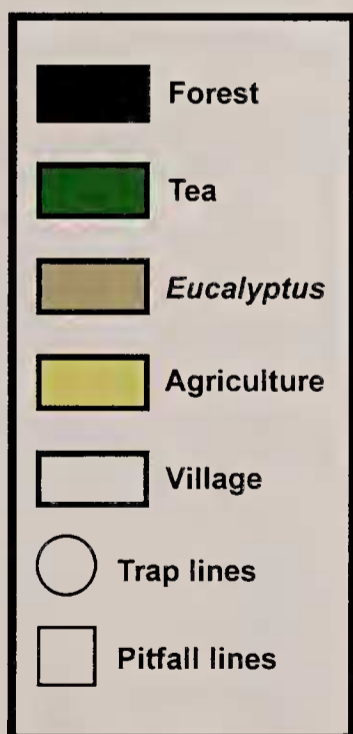 Forest
Tea
Eucalyptus
Agriculture
Village
Trap lines
Pitfall lines